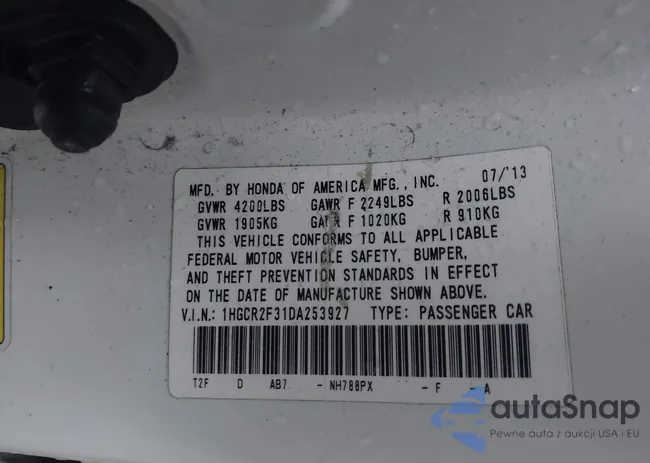 MFD. BY HONDA OF AMERICA MFG., INC. 07/'13
GVWR 4200LBS GAWR F 2249LBS R 2006LBS
GVWR 1905KG GAWR F 1020KG R 910KG
THIS VEHICLE CONFORMS TO ALL APPLICABLE
FEDERAL MOTOR VEHICLE SAFETY, BUMPER,
AND THEFT PREVENTION STANDARDS IN EFFECT
ON THE DATE OF MANUFACTURE SHOWN ABOVE.
V.I.N.: 1HGCR2F31DA253927 TYPE: PASSENGER CAR
T2F D AB7 - NH788PX - F - A
autaSnap
Pewne auta z aukcji USA i EU